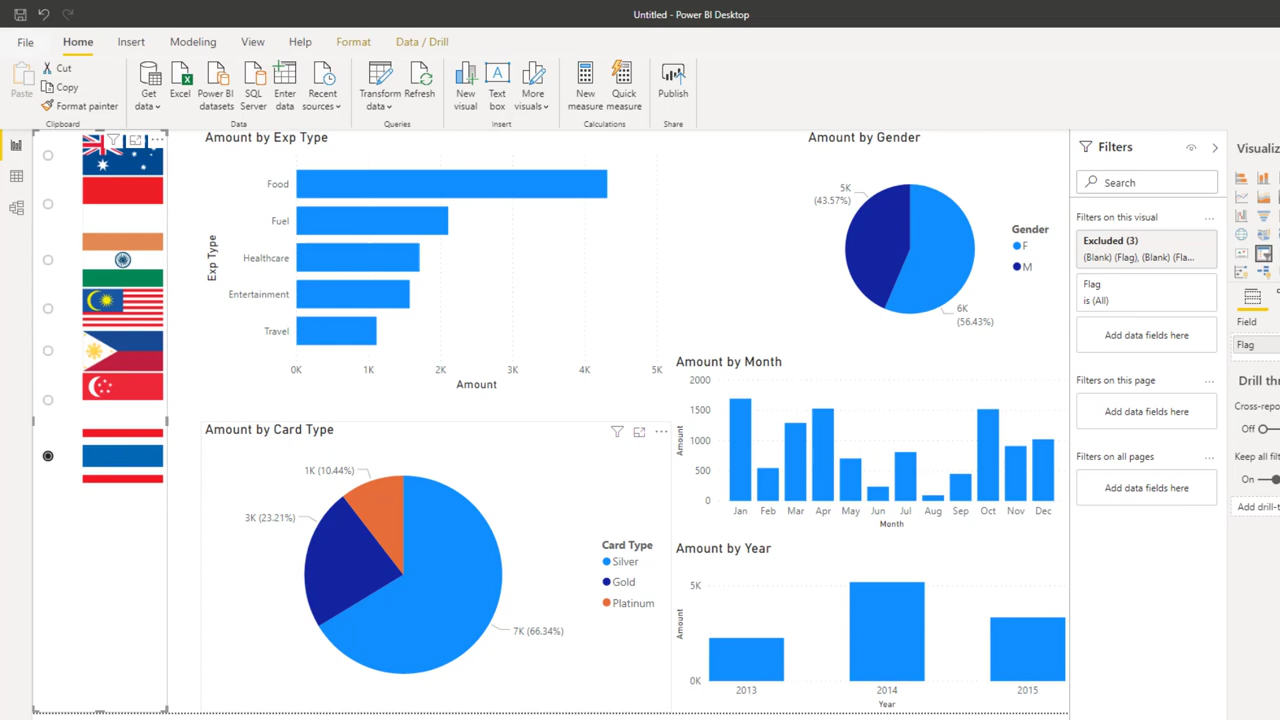 Untitled - Power BI Desktop
File Home Insert Modeling View Help Format Data / Drill
Paste
Cut
Copy
Format painter
Clipboard
Get data
Excel
Power BI datasets
SQL Server
Enter data
Recent sources
Data
Transform data
Refresh
Queries
New visual
Text box
More visuals
Insert
New measure
Quick measure
Calculations
Publish
Share
Amount by Exp Type
Exp Type
Food
Fuel
Healthcare
Entertainment
Travel
0K 1K 2K 3K 4K 5K
Amount
Amount by Gender
5K
(43.57%)
6K
(56.43%)
Gender
F
M
Amount by Month
Amount
2000
1500
1000
500
0
Jan Feb Mar Apr May Jun Jul Aug Sep Oct Nov Dec
Month
Amount by Card Type
1K (10.44%)
3K (23.21%)
7K (66.34%)
Card Type
Silver
Gold
Platinum
Amount by Year
Amount
5K
0K
2013 2014 2015
Year
Filters
Search
Filters on this visual
Excluded (3)
(Blank) (Flag), (Blank) (Fla...
Flag
is (All)
Add data fields here
Filters on this page
Add data fields here
Filters on all pages
Add data fields here
Visualiz
Field
Flag
Drill thr
Cross-repo
Off
Keep all filt
On
Add drill-t